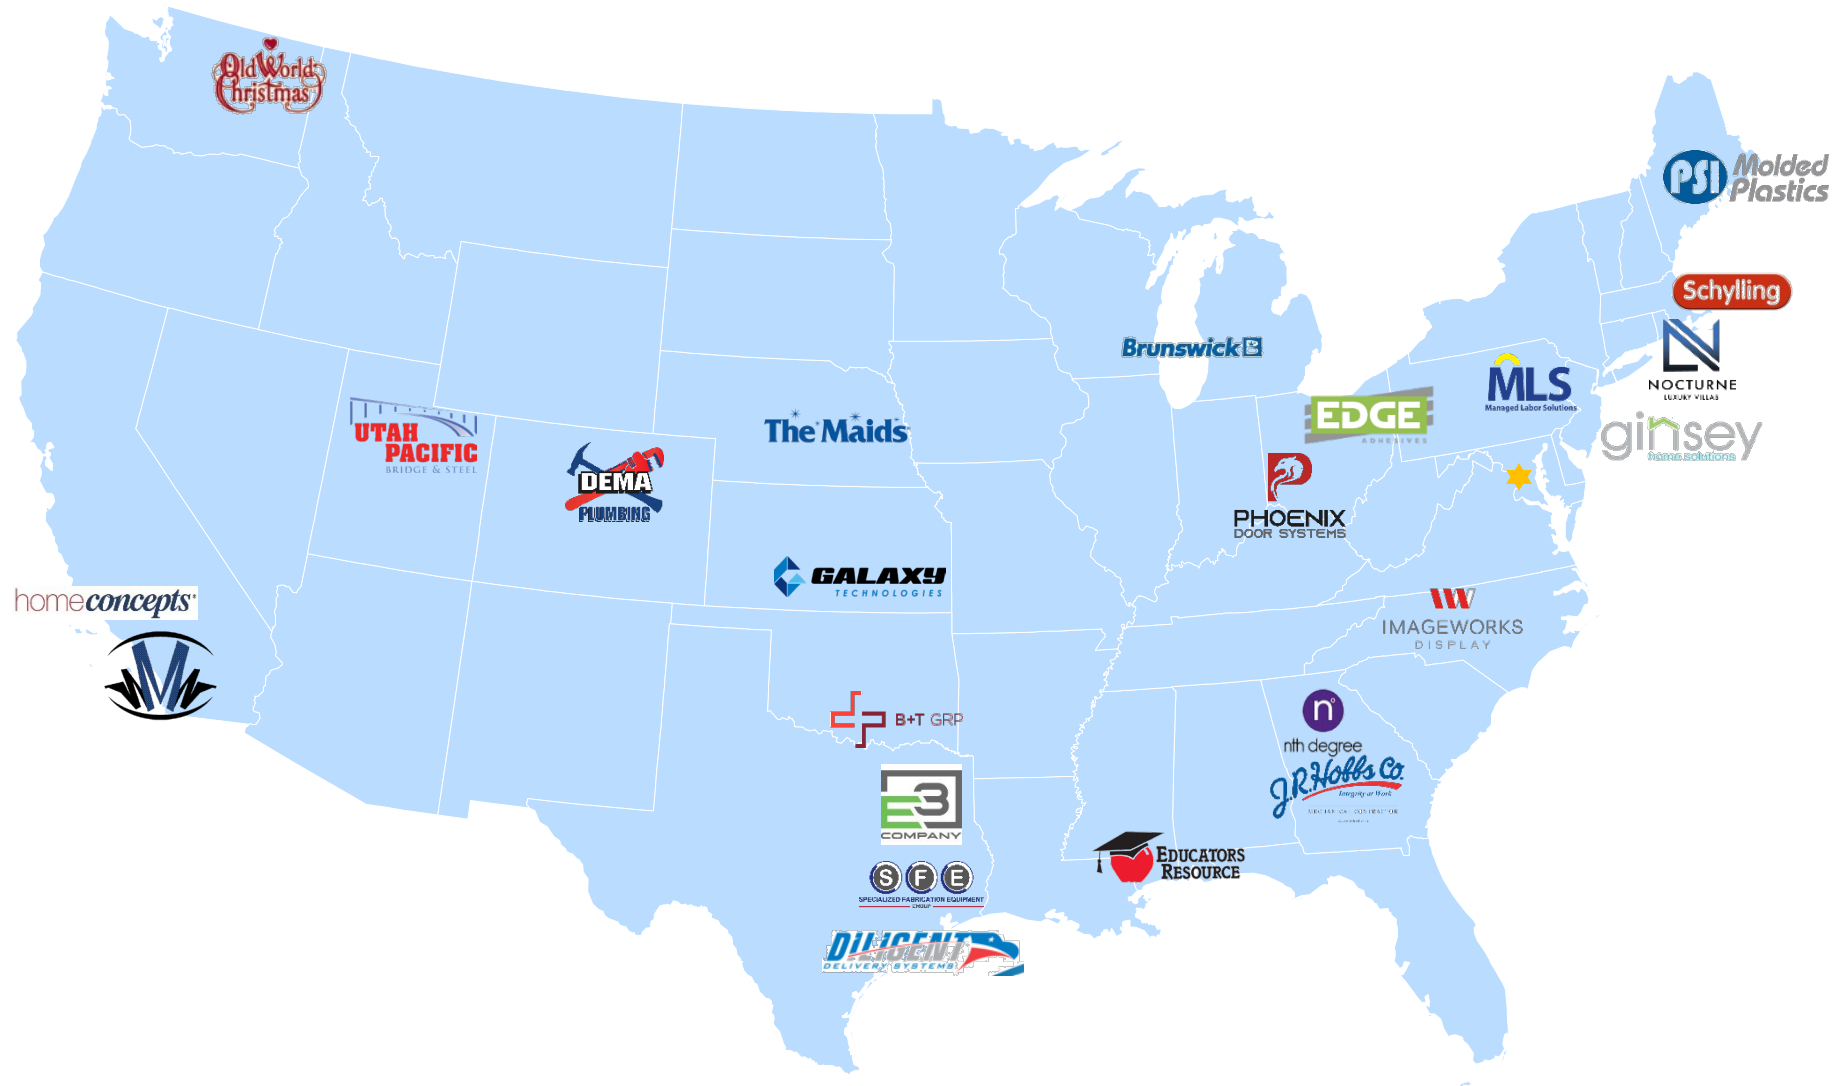 Old World
Christmas
PSI Molded
Plastics
Schylling
Brunswick B
NOCTURNE
LUXURY VILLAS
MLS
Managed Labor Solutions
EDGE
ADHESIVES
UTAH
PACIFIC
BRIDGE & STEEL
The Maids
ginsey
home solutions
DEMA
PLUMBING
P
PHOENIX
DOOR SYSTEMS
GALAXY
TECHNOLOGIES
homeconcepts®
IMAGEWORKS
DISPLAY
M
B+T GRP
n°
nth degree
J.R. Hobbs Co.
Integrity at Work
MECHANICAL CONTRACTOR
E3
COMPANY
EDUCATORS
RESOURCE
S F E
SPECIALIZED FABRICATION EQUIPMENT
GROUP
DILIGENT
DELIVERY SYSTEMS